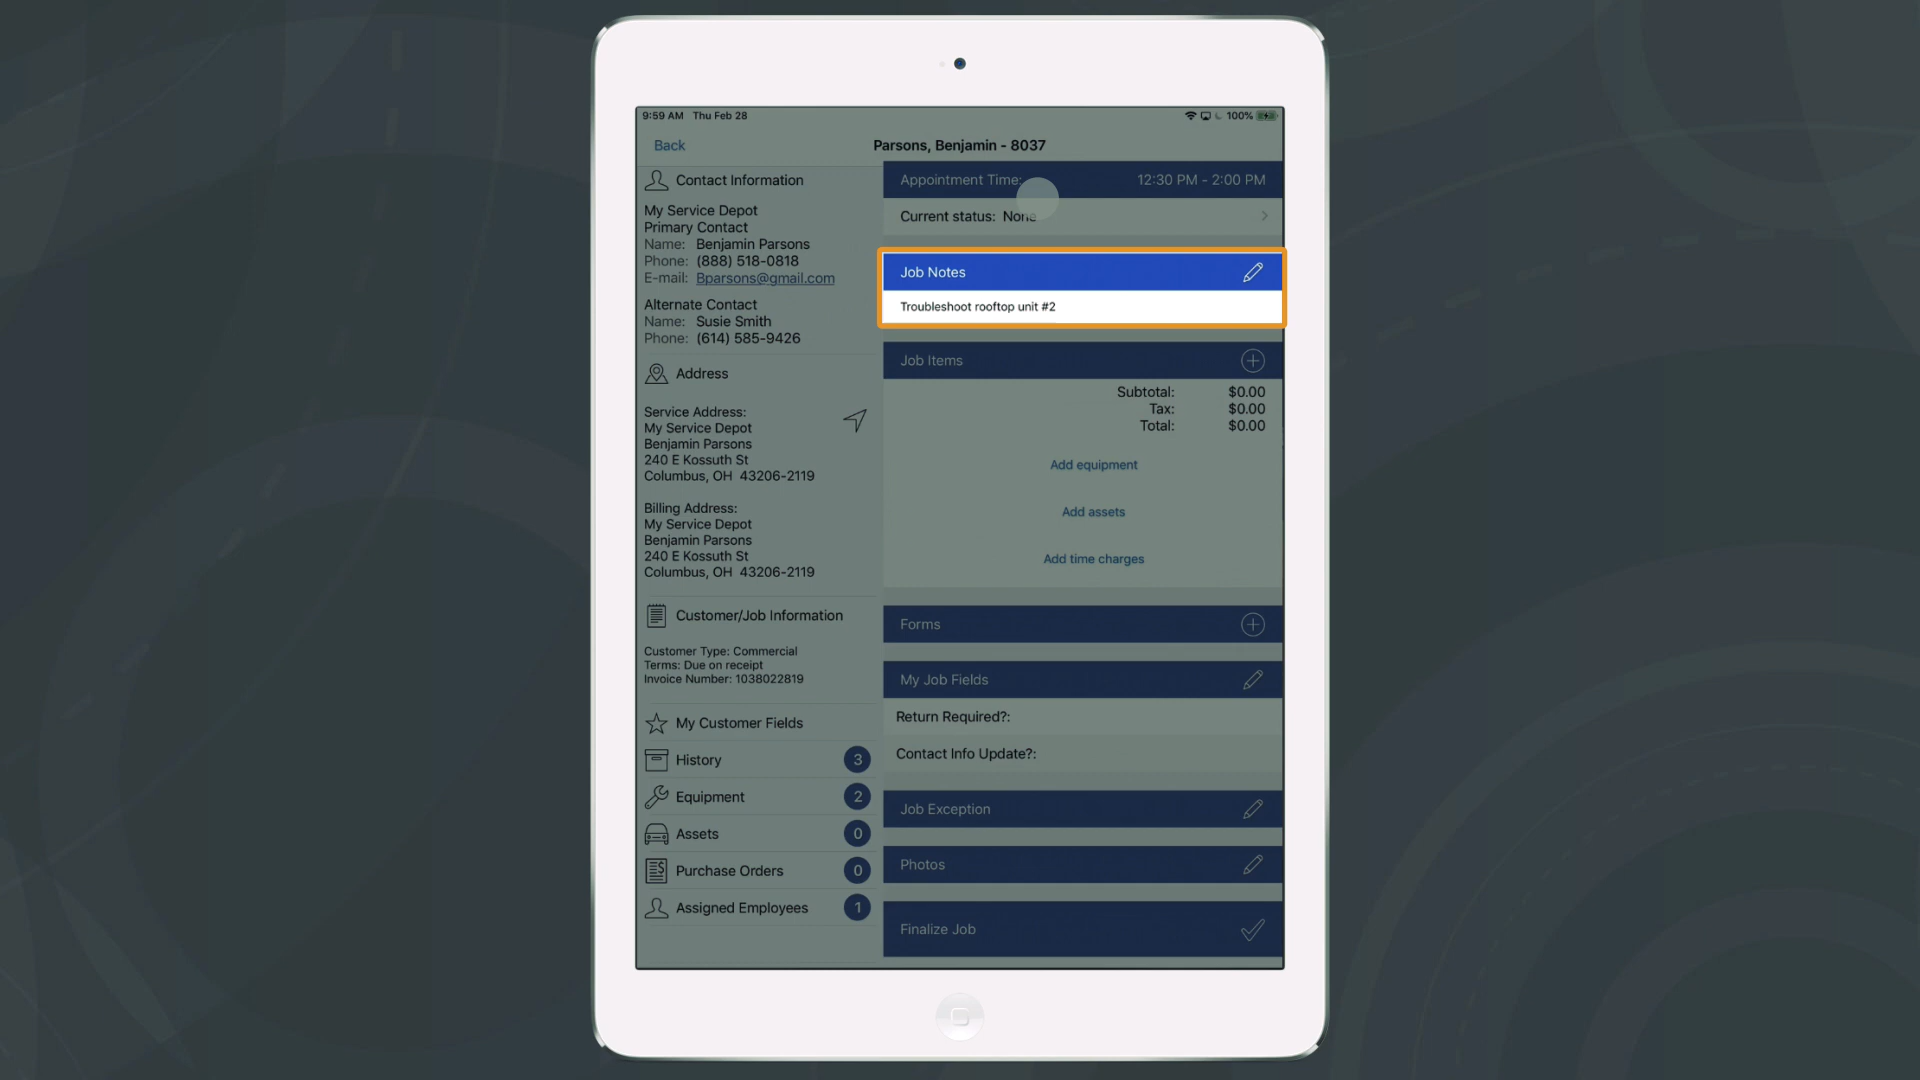 9:59 AM Thu Feb 28
100%
Back
Parsons, Benjamin - 8037
Contact Information
My Service Depot
Primary Contact
Name: Benjamin Parsons
Phone: (888) 518-0818
E-mail: Bparsons@gmail.com
Alternate Contact
Name: Susie Smith
Phone: (614) 585-9426
Address
Service Address:
My Service Depot
Benjamin Parsons
240 E Kossuth St
Columbus, OH 43206-2119
Billing Address:
My Service Depot
Benjamin Parsons
240 E Kossuth St
Columbus, OH 43206-2119
Customer/Job Information
Customer Type: Commercial
Terms: Due on receipt
Invoice Number: 1038022819
My Customer Fields
History 3
Equipment 2
Assets 0
Purchase Orders 0
Assigned Employees 1
Appointment Time: 12:30 PM - 2:00 PM
Current status: None
Job Notes
Troubleshoot rooftop unit #2
Job Items
Subtotal: $0.00
Tax: $0.00
Total: $0.00
Add equipment
Add assets
Add time charges
Forms
My Job Fields
Return Required?:
Contact Info Update?:
Job Exception
Photos
Finalize Job